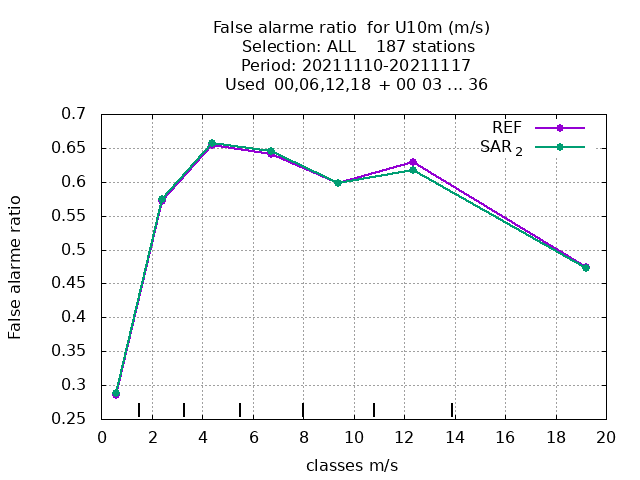 False alarme ratio  for U10m (m/s)
Selection: ALL    187 stations
Period: 20211110-20211117
Used  00,06,12,18 + 00 03 ... 36
REF
SAR 2
False alarme ratio
0.7
0.65
0.6
0.55
0.5
0.45
0.4
0.35
0.3
0.25
0 2 4 6 8 10 12 14 16 18 20
classes m/s